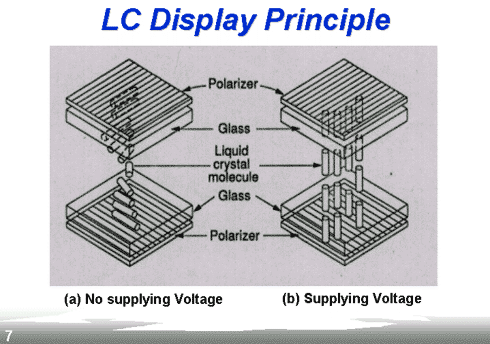 LC Display Principle
Polarizer
Glass
Liquid
crystal
molecule
Glass
Polarizer
(a) No supplying Voltage
(b) Supplying Voltage
7